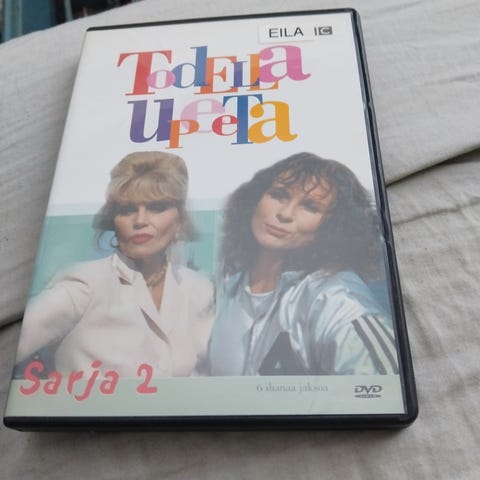 EILA IC
TODELLA
UPeeTA
Sarja 2
6 ihanaa jaksoa
DVD